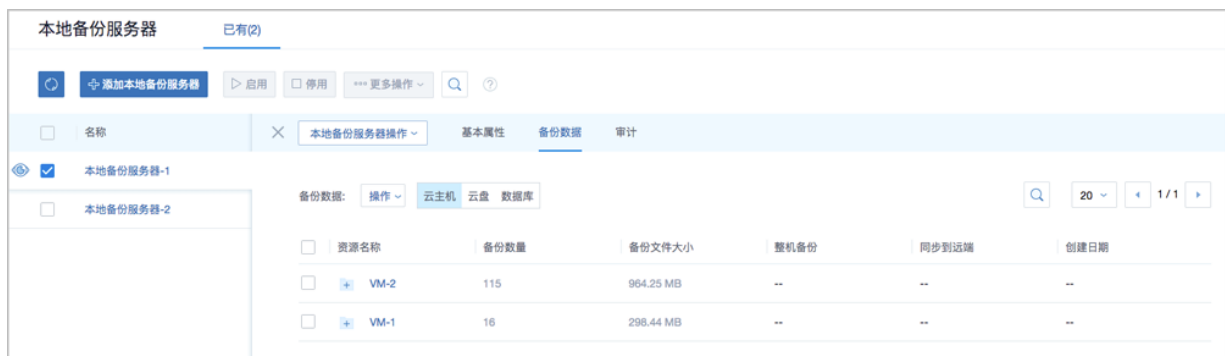 本地备份服务器 已有(2)
添加本地备份服务器 启用 停用 更多操作 ?
名称 本地备份服务器操作 基本属性 备份数据 审计
本地备份服务器-1
备份数据: 操作 云主机 云盘 数据库 20 1 / 1
本地备份服务器-2
资源名称 备份数量 备份文件大小 整机备份 同步到远端 创建日期
VM-2 115 964.25 MB -- -- --
VM-1 16 298.44 MB -- -- --